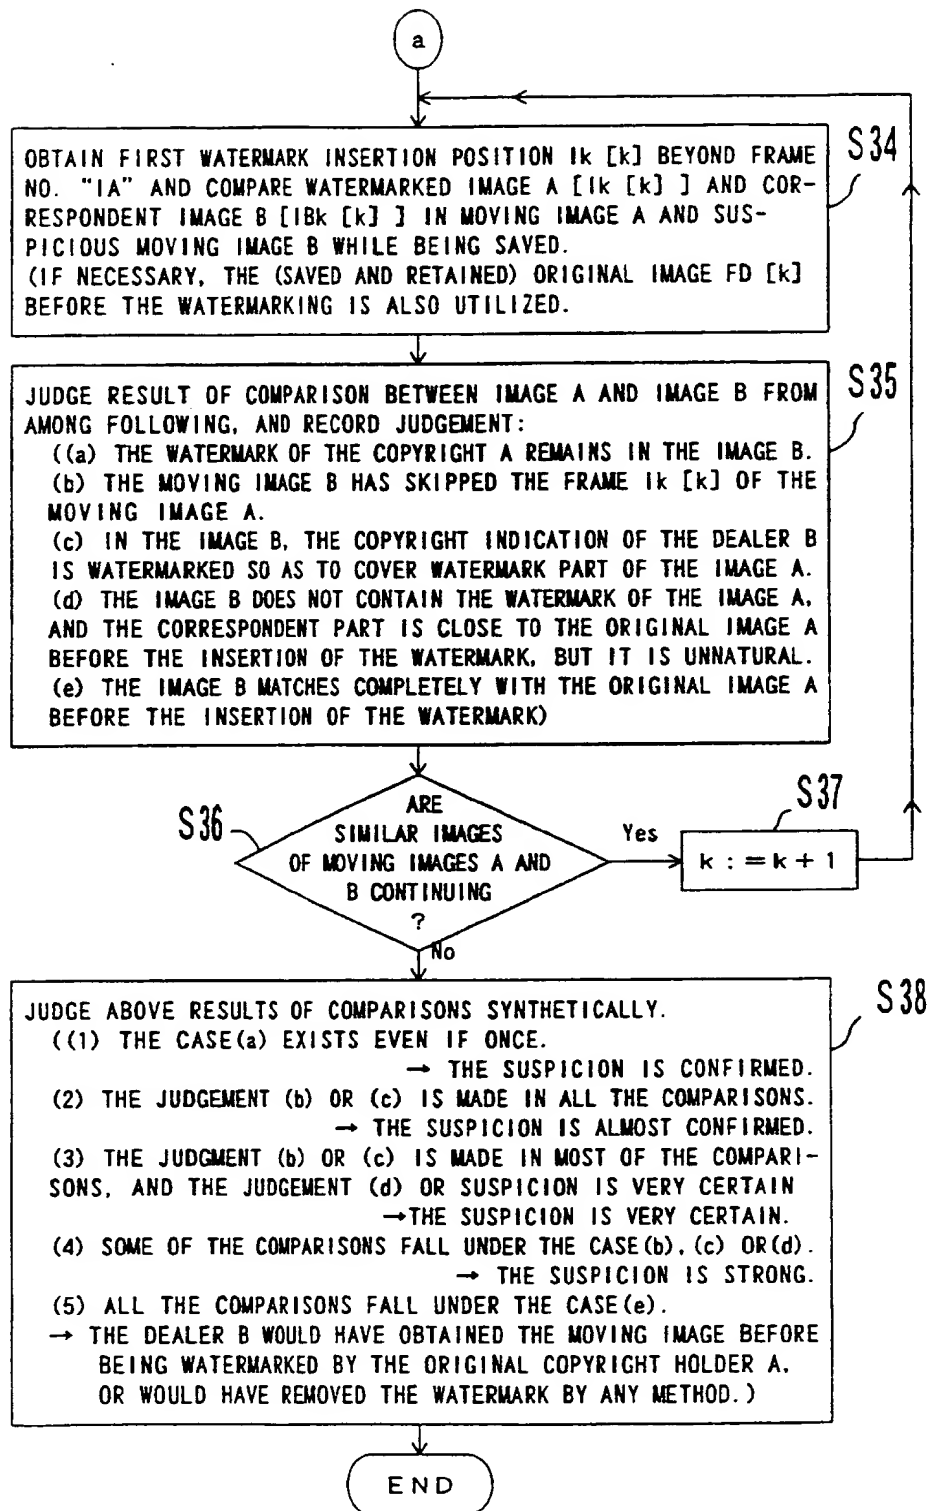 a
OBTAIN FIRST WATERMARK INSERTION POSITION Ik [k] BEYOND FRAME
NO. "IA" AND COMPARE WATERMARKED IMAGE A [Ik [k] ] AND COR-
RESPONDENT IMAGE B [IBk [k] ] IN MOVING IMAGE A AND SUS-
PICIOUS MOVING IMAGE B WHILE BEING SAVED.
(IF NECESSARY, THE (SAVED AND RETAINED) ORIGINAL IMAGE FD [k]
BEFORE THE WATERMARKING IS ALSO UTILIZED.
S34
JUDGE RESULT OF COMPARISON BETWEEN IMAGE A AND IMAGE B FROM
AMONG FOLLOWING, AND RECORD JUDGEMENT:
((a) THE WATERMARK OF THE COPYRIGHT A REMAINS IN THE IMAGE B.
(b) THE MOVING IMAGE B HAS SKIPPED THE FRAME Ik [k] OF THE
MOVING IMAGE A.
(c) IN THE IMAGE B, THE COPYRIGHT INDICATION OF THE DEALER B
IS WATERMARKED SO AS TO COVER WATERMARK PART OF THE IMAGE A.
(d) THE IMAGE B DOES NOT CONTAIN THE WATERMARK OF THE IMAGE A,
AND THE CORRESPONDENT PART IS CLOSE TO THE ORIGINAL IMAGE A
BEFORE THE INSERTION OF THE WATERMARK, BUT IT IS UNNATURAL.
(e) THE IMAGE B MATCHES COMPLETELY WITH THE ORIGINAL IMAGE A
BEFORE THE INSERTION OF THE WATERMARK)
S35
S36
ARE
SIMILAR IMAGES
OF MOVING IMAGES A AND
B CONTINUING
?
Yes
S37
k : = k + 1
No
JUDGE ABOVE RESULTS OF COMPARISONS SYNTHETICALLY.
((1) THE CASE(a) EXISTS EVEN IF ONCE.
→ THE SUSPICION IS CONFIRMED.
(2) THE JUDGEMENT (b) OR (c) IS MADE IN ALL THE COMPARISONS.
→ THE SUSPICION IS ALMOST CONFIRMED.
(3) THE JUDGMENT (b) OR (c) IS MADE IN MOST OF THE COMPARI-
SONS, AND THE JUDGEMENT (d) OR SUSPICION IS VERY CERTAIN
→THE SUSPICION IS VERY CERTAIN.
(4) SOME OF THE COMPARISONS FALL UNDER THE CASE(b), (c) OR(d).
→ THE SUSPICION IS STRONG.
(5) ALL THE COMPARISONS FALL UNDER THE CASE(e).
→ THE DEALER B WOULD HAVE OBTAINED THE MOVING IMAGE BEFORE
BEING WATERMARKED BY THE ORIGINAL COPYRIGHT HOLDER A,
OR WOULD HAVE REMOVED THE WATERMARK BY ANY METHOD.)
S38
END